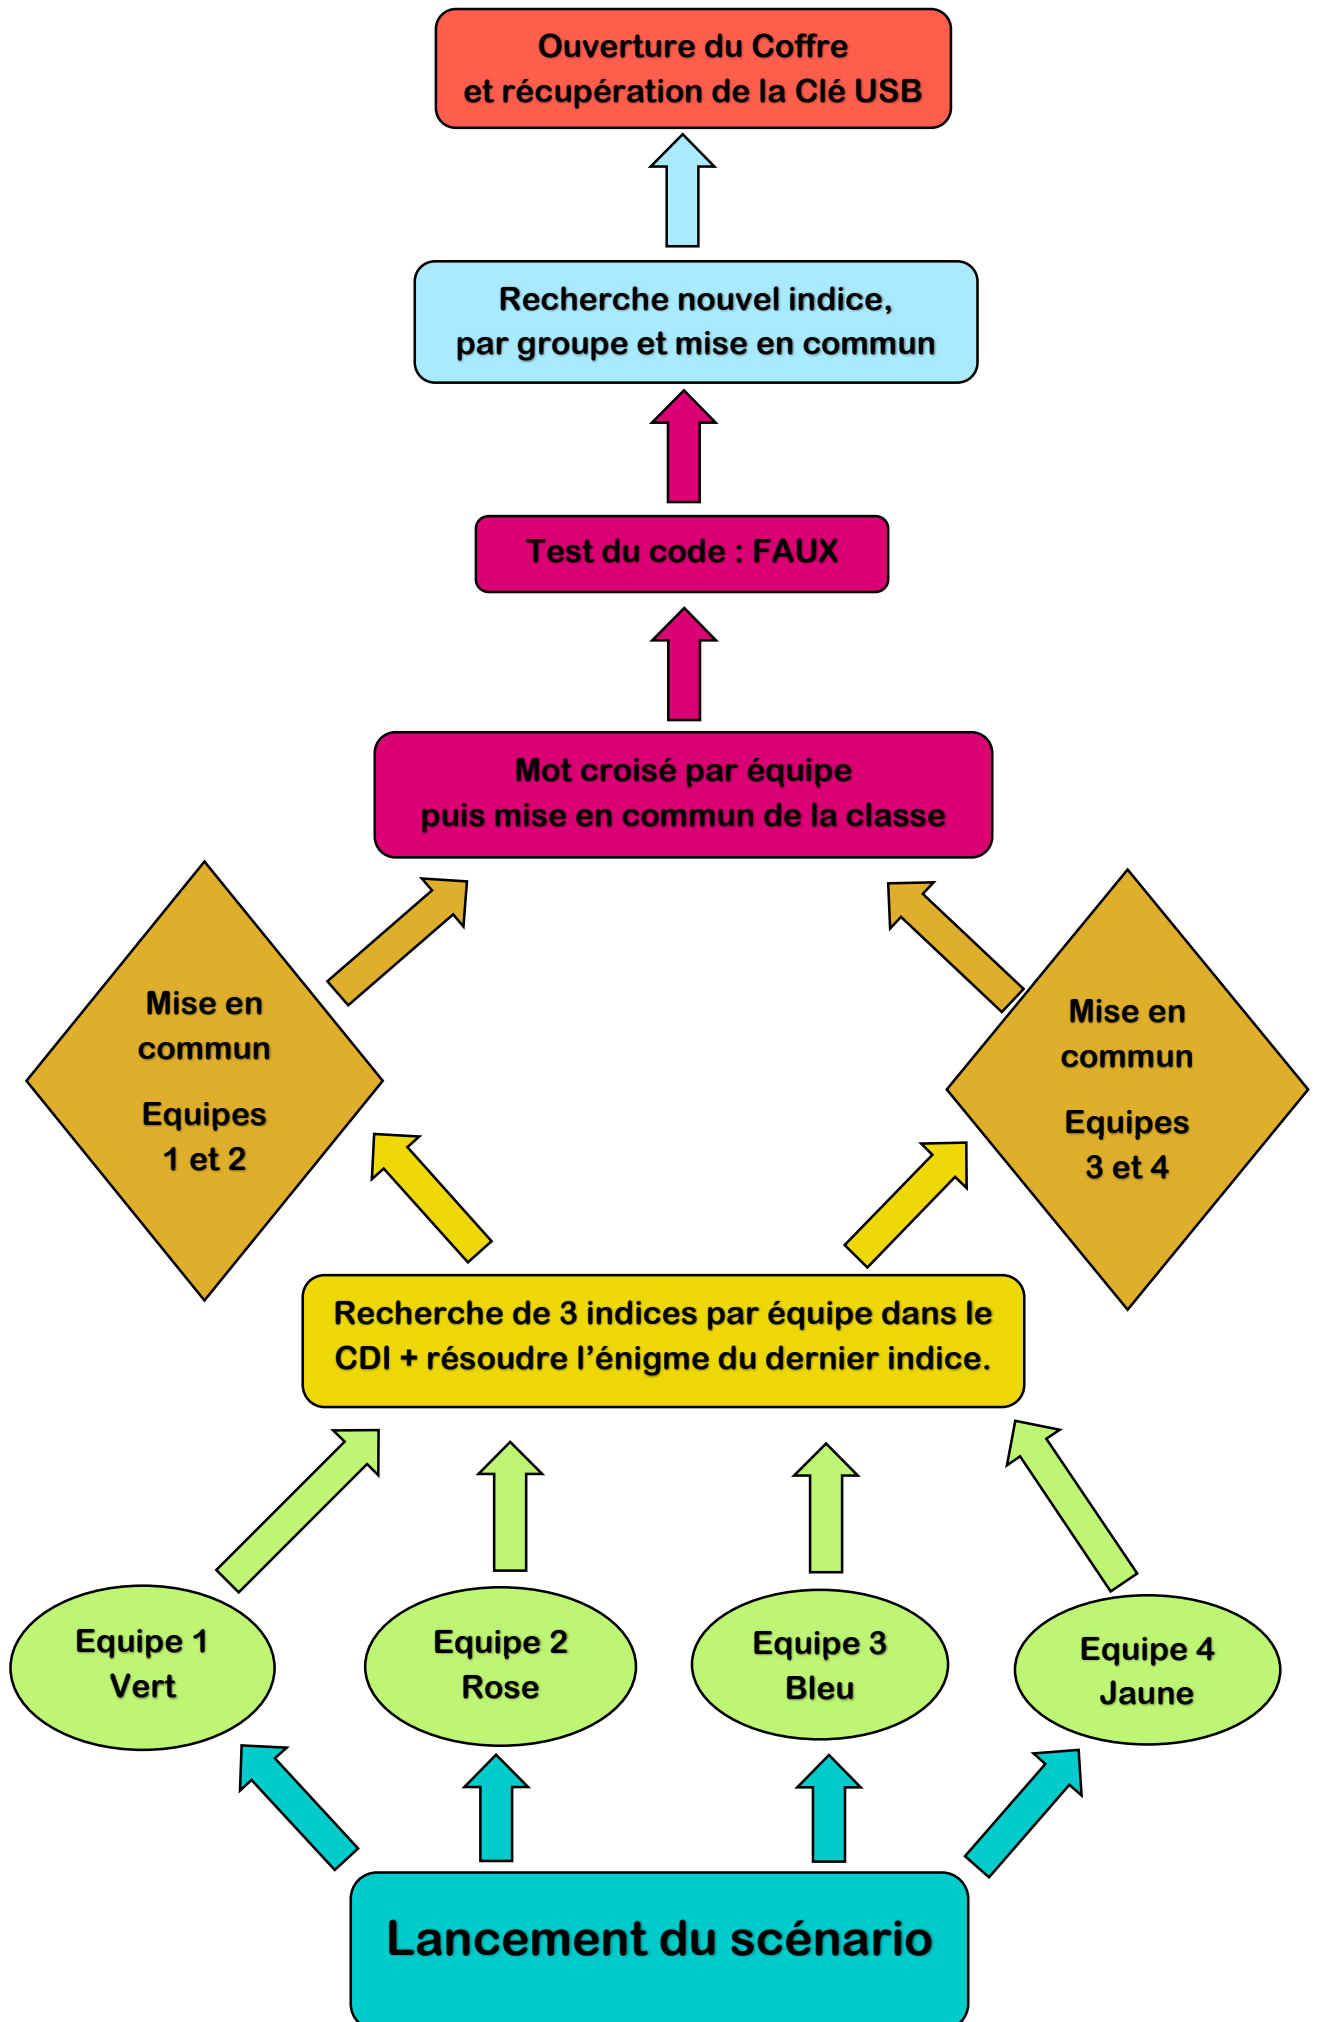 Ouverture du Coffre
et récupération de la Clé USB
Recherche nouvel indice,
par groupe et mise en commun
Test du code : FAUX
Mot croisé par équipe
puis mise en commun de la classe
Mise en
commun
Equipes
1 et 2
Mise en
commun
Equipes
3 et 4
Recherche de 3 indices par équipe dans le
CDI + résoudre l’énigme du dernier indice.
Equipe 1
Vert
Equipe 2
Rose
Equipe 3
Bleu
Equipe 4
Jaune
Lancement du scénario